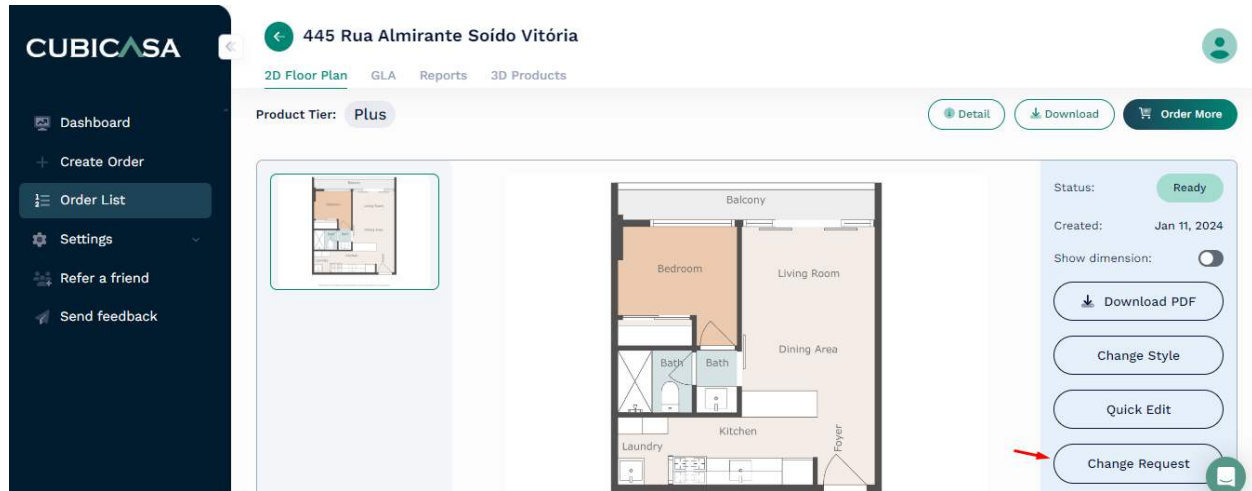 CUBICASA
Dashboard
Create Order
Order List
Settings
Refer a friend
Send feedback
445 Rua Almirante Soído Vitória
2D Floor Plan GLA Reports 3D Products
Product Tier: Plus
Detail Download Order More
Balcony
Bedroom
Living Room
Dining Area
Bath Bath
Kitchen
Laundry
Foyer
Status: Ready
Created: Jan 11, 2024
Show dimension:
Download PDF
Change Style
Quick Edit
Change Request